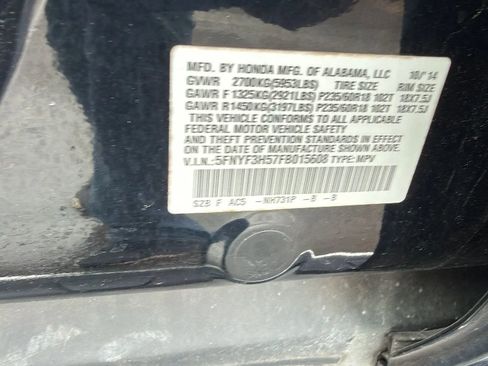 MFD. BY HONDA MFG. OF ALABAMA, LLC 10/'14
GVWR 2700KG(5953LBS) TIRE SIZE RIM SIZE
GAWR F 1325KG(2921LBS) P235/60R18 102T 18X7.5J
GAWR R1450KG(3197LBS) P235/60R18 102T 18X7.5J
THIS VEHICLE CONFORMS TO ALL APPLICABLE
FEDERAL MOTOR VEHICLE SAFETY
AND THEFT PREVENTION STANDARDS IN EFFECT ON THE
DATE OF MANUFACTURE SHOWN ABOVE.
V.I.N.: 5FNYF3H57FB015608 TYPE: MPV
SZB F AC5 -NH731P -B -B